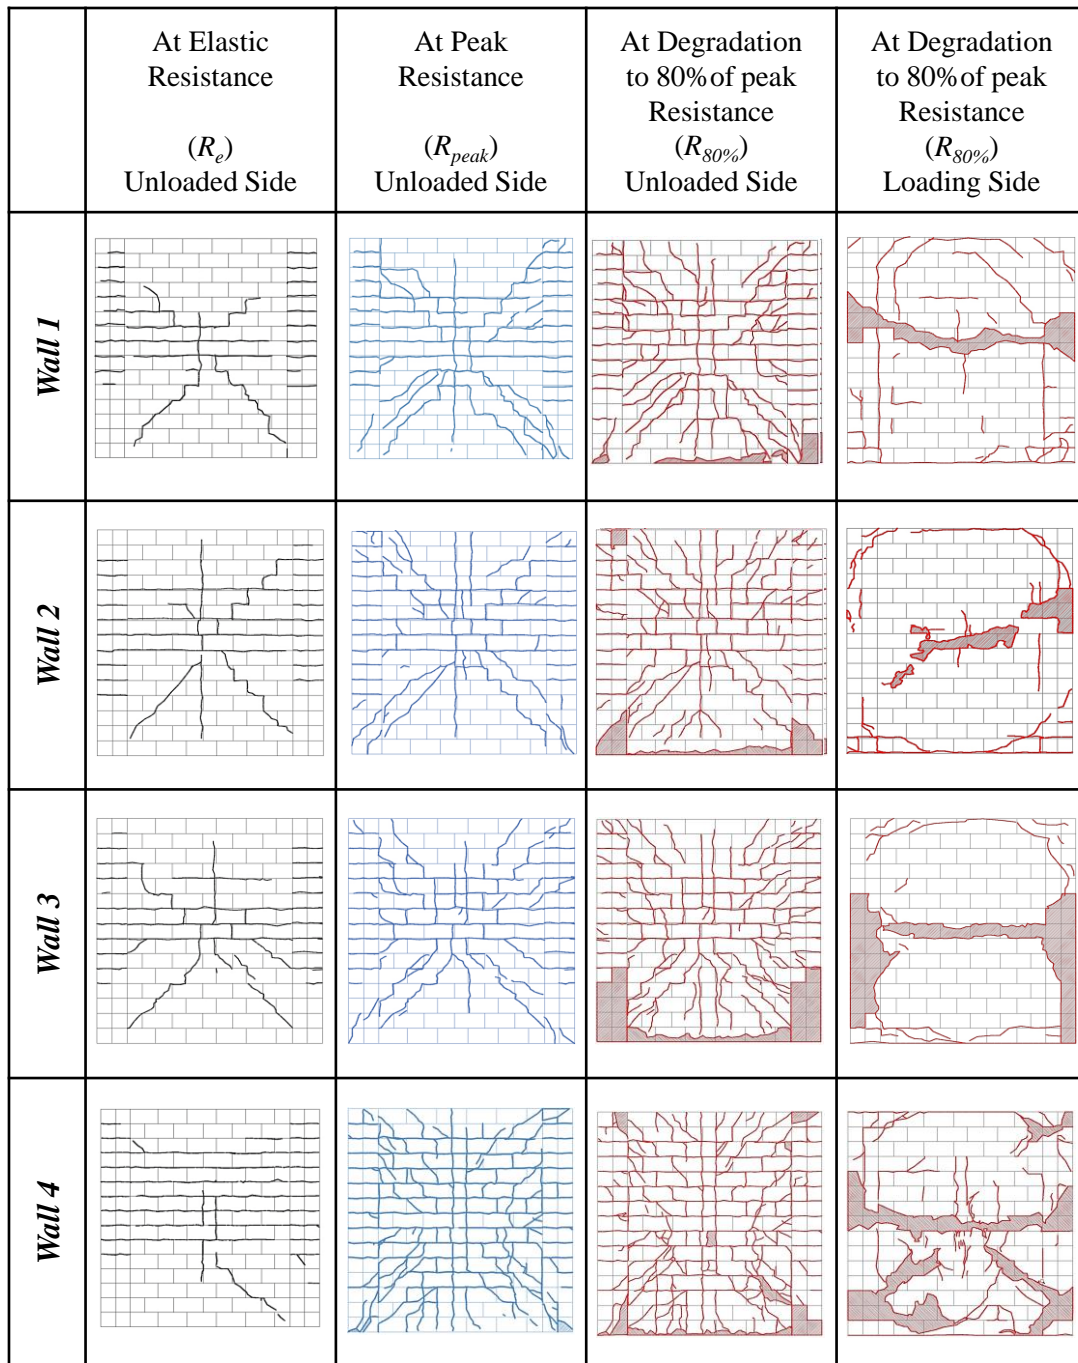 At Elastic
Resistance
(Re)
Unloaded Side
At Peak
Resistance
(Rpeak)
Unloaded Side
At Degradation
to 80% of peak
Resistance
(R80%)
Unloaded Side
At Degradation
to 80% of peak
Resistance
(R80%)
Loading Side
Wall 1
Wall 2
Wall 3
Wall 4